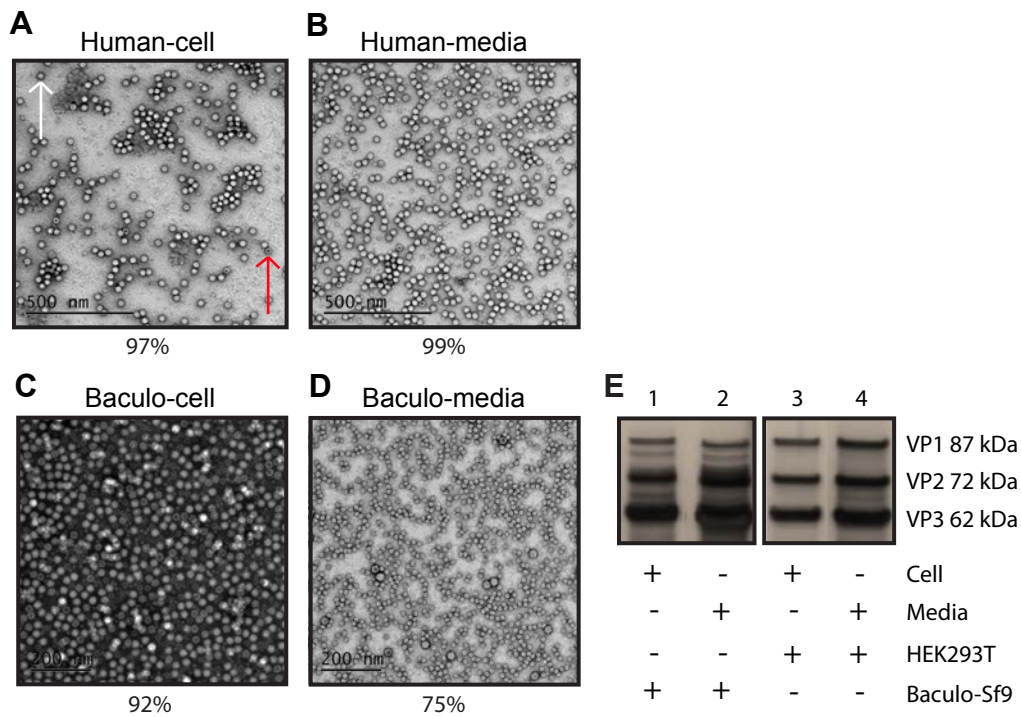 A
Human-cell
500 nm
97%
B
Human-media
500 nm
99%
C
Baculo-cell
200 nm
92%
D
Baculo-media
200 nm
75%
E
1 2 3 4
VP1 87 kDa
VP2 72 kDa
VP3 62 kDa
+ - + - Cell
- + - + Media
- - + + HEK293T
+ + - - Baculo-Sf9